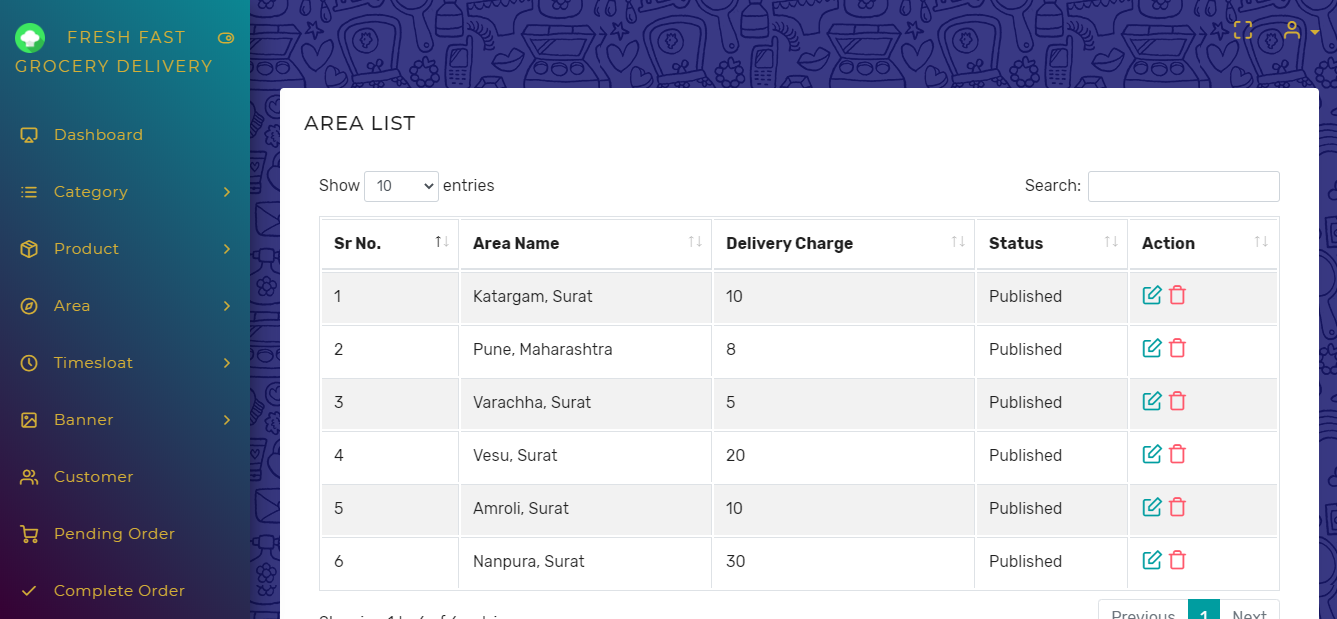 FRESH FAST
GROCERY DELIVERY
Dashboard
Category
Product
Area
Timesloat
Banner
Customer
Pending Order
Complete Order
AREA LIST
Show 10 entries
Search:
Sr No. Area Name Delivery Charge Status Action
1 Katargam, Surat 10 Published
2 Pune, Maharashtra 8 Published
3 Varachha, Surat 5 Published
4 Vesu, Surat 20 Published
5 Amroli, Surat 10 Published
6 Nanpura, Surat 30 Published
Previous 1 Next